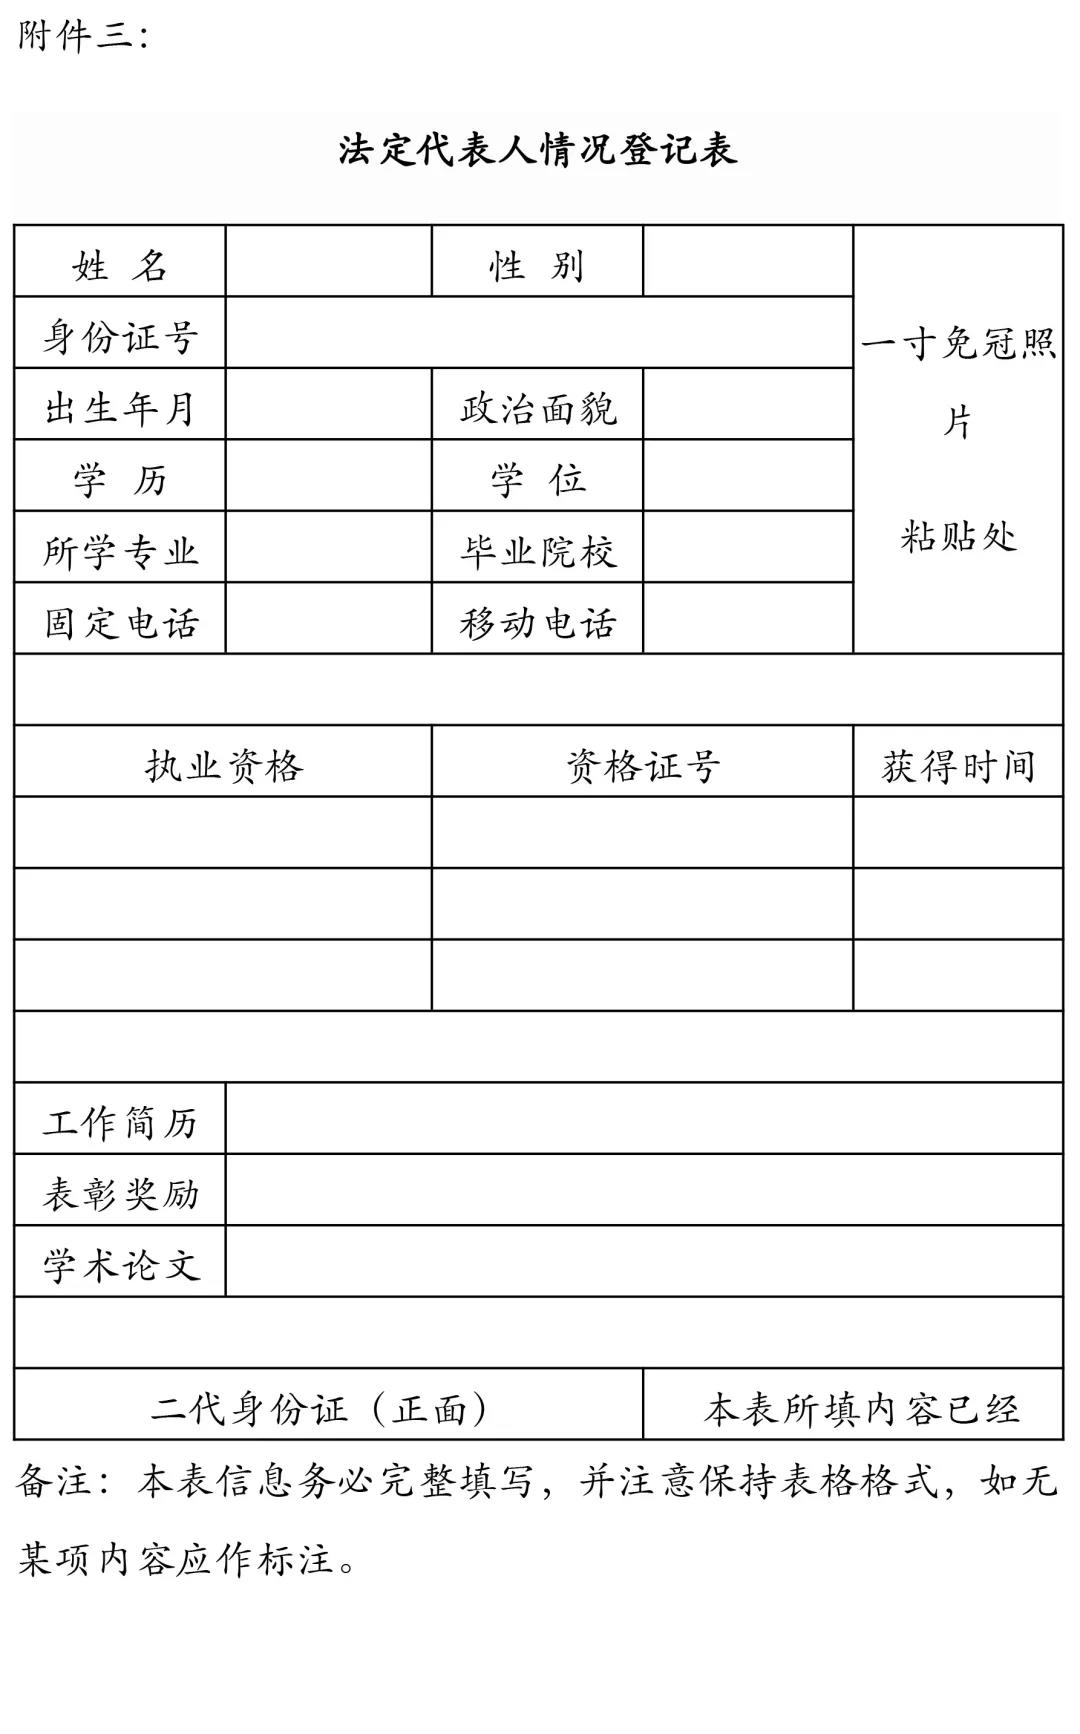 附件三：
法定代表人情况登记表
姓 名 性 别
身份证号
一寸免冠照
片
粘贴处
出生年月 政治面貌
学 历 学 位
所学专业 毕业院校
固定电话 移动电话
执业资格 资格证号 获得时间
工作简历
表彰奖励
学术论文
二代身份证（正面） 本表所填内容已经
备注：本表信息务必完整填写，并注意保持表格格式，如无
某项内容应作标注。